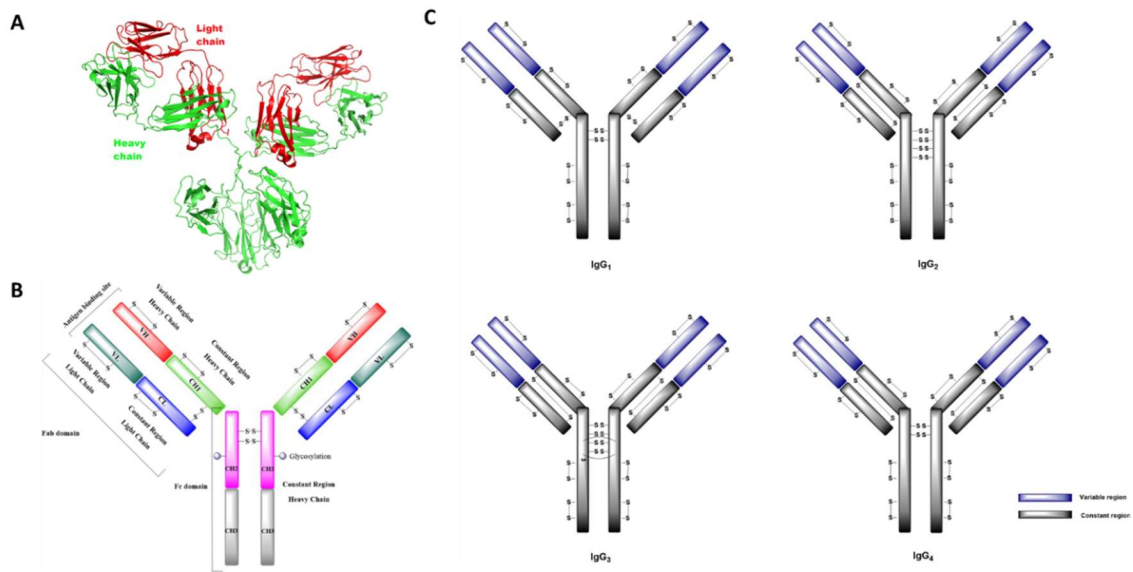 A
Light
chain
Heavy
chain
B
Antigen binding site
Variable Region
Heavy Chain
Constant Region
Heavy Chain
VH
CH1
VL
CL
Variable Region
Light Chain
Constant Region
Light Chain
Fab domain
S
S
S-S
VH
CH1
VL
CL
S-S
-S-S-
-S-S-
Glycosylation
CH2
CH2
Fc domain
Constant Region
Heavy Chain
CH3
CH3
C
S
S
S S
S S
IgG1
S
S
S S
S S
S S
S S
IgG2
S
S
S S
S S
S S
S S
IgG3
S
S
S S
S S
IgG4
Variable region
Constant region